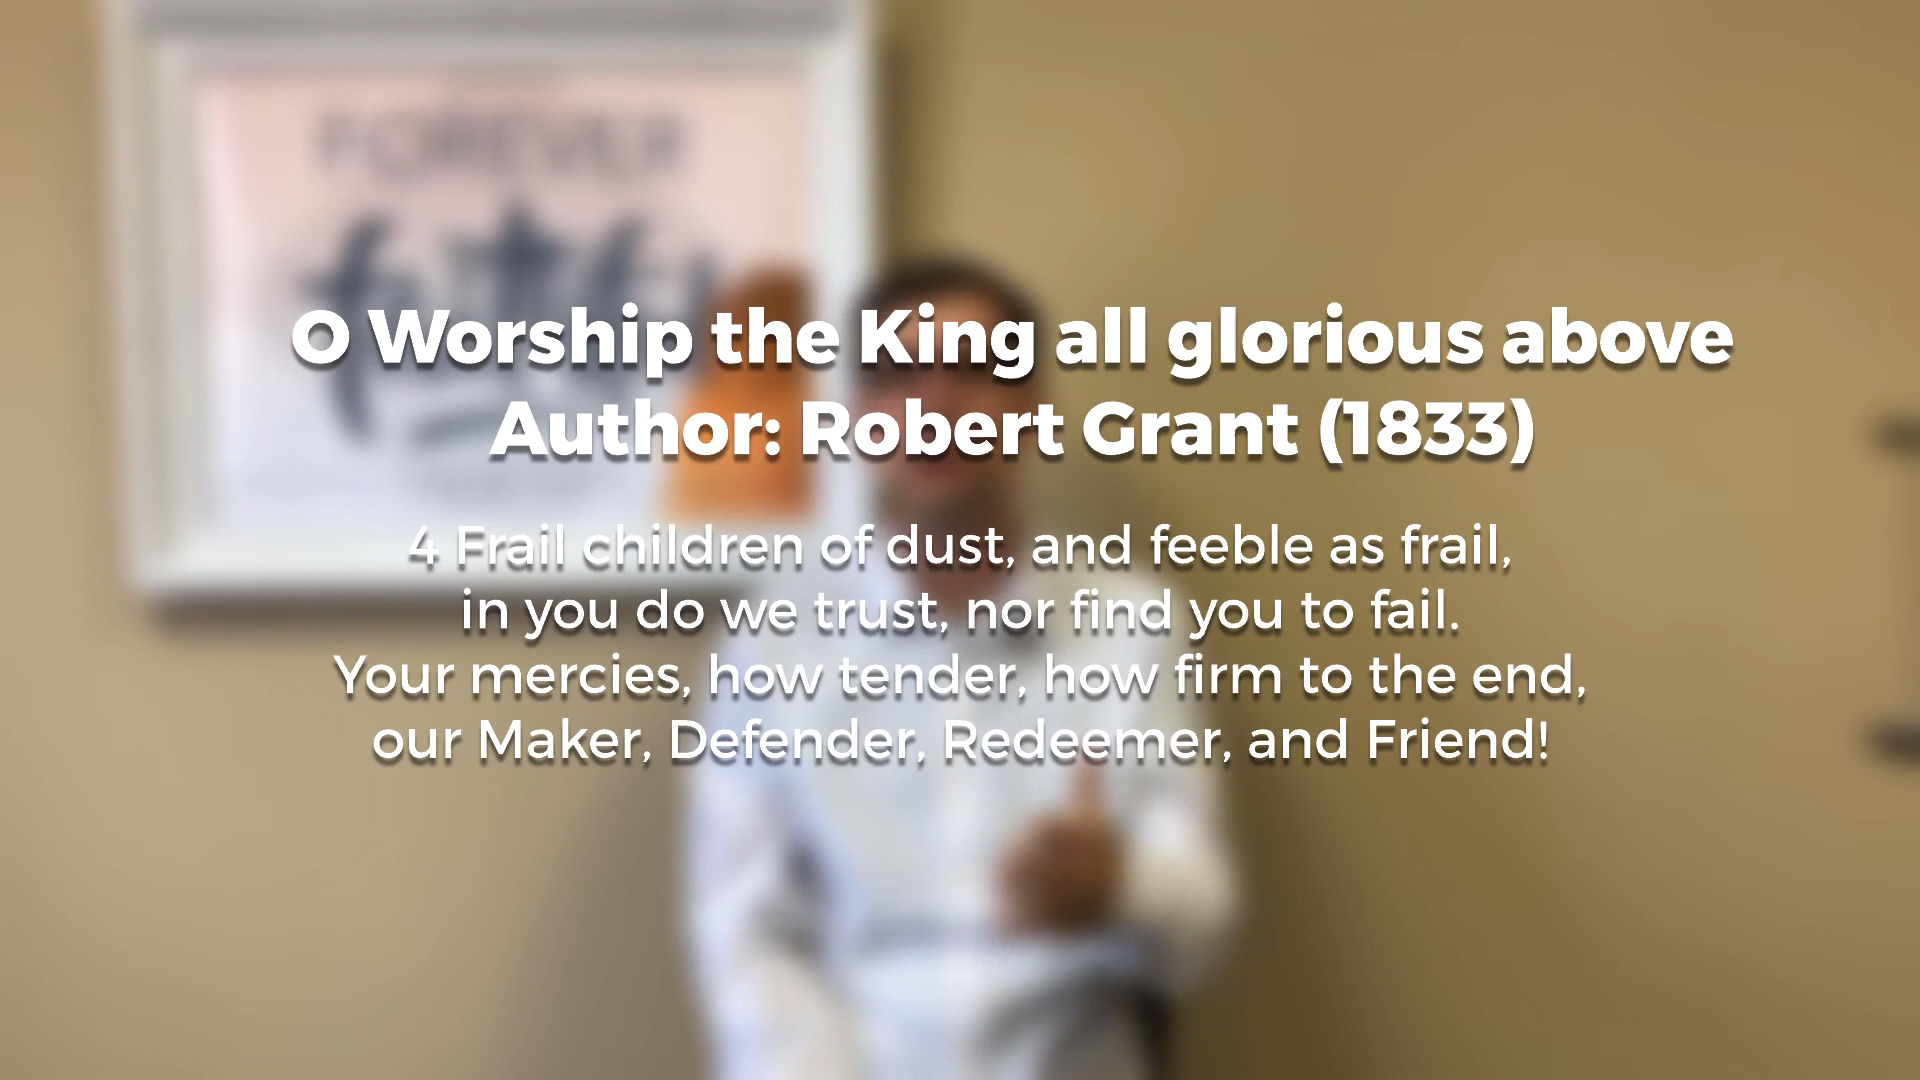 FOREVER
O Worship the King all glorious above
Author: Robert Grant (1833)
4 Frail children of dust, and feeble as frail,
in you do we trust, nor find you to fail.
Your mercies, how tender, how firm to the end,
our Maker, Defender, Redeemer, and Friend!